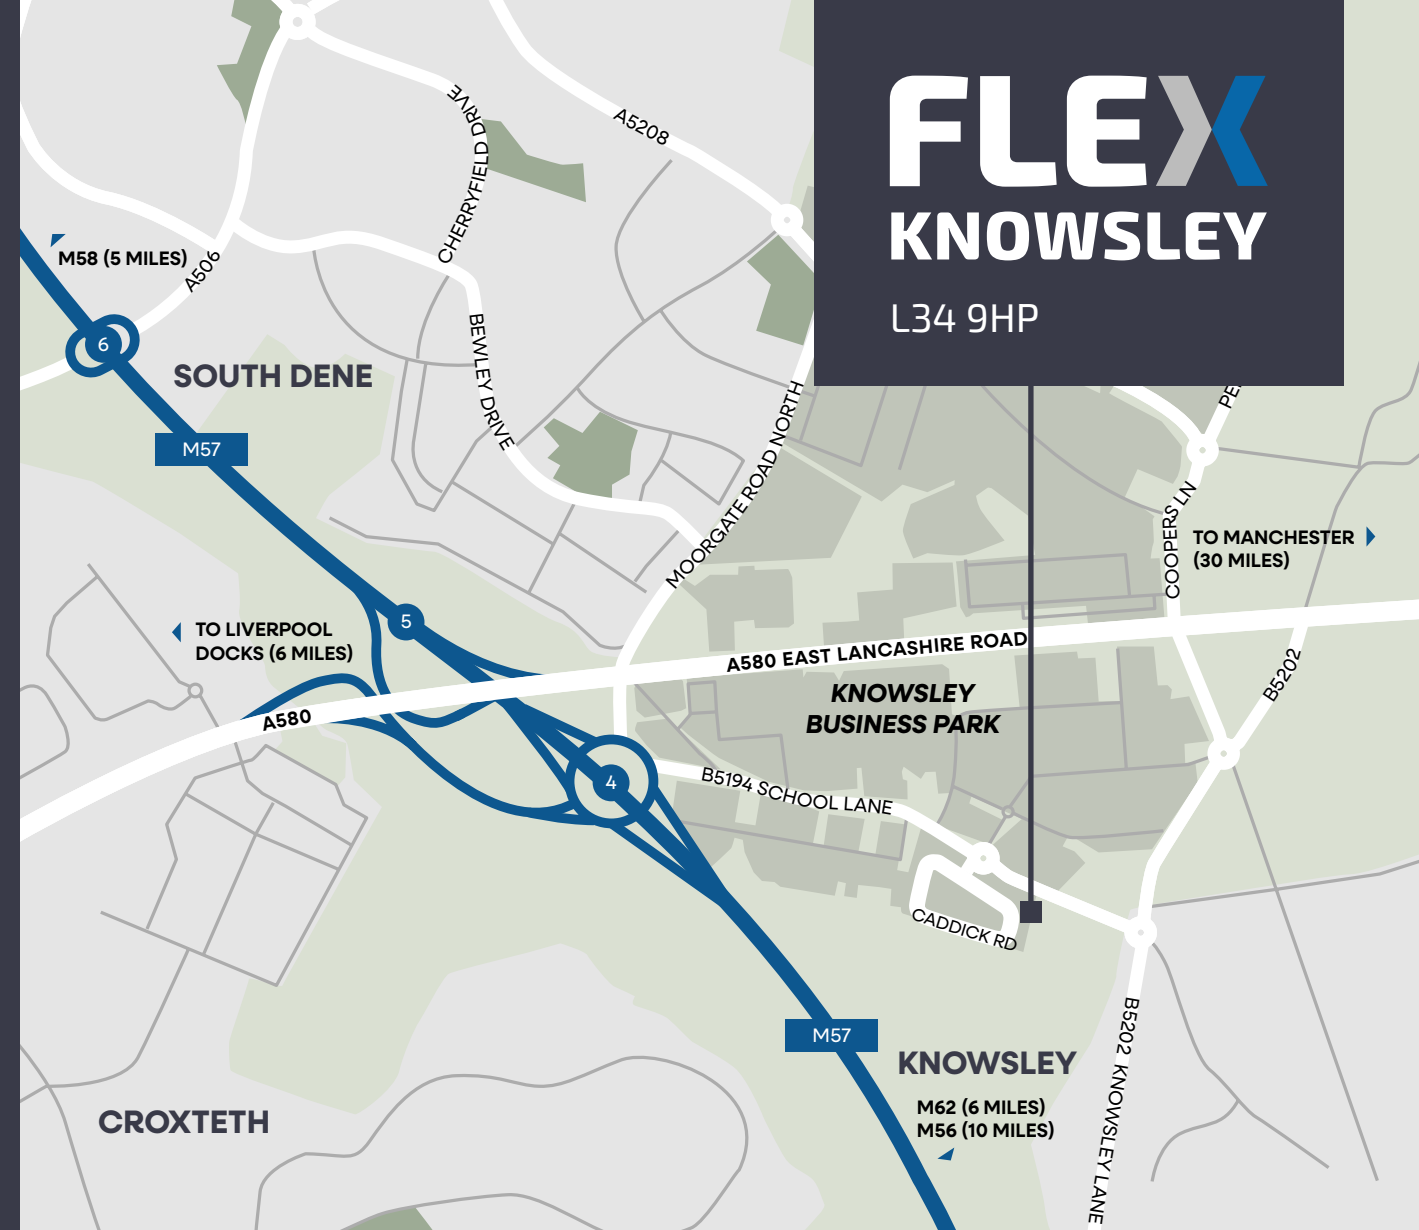 FLEX
KNOWSLEY
L34 9HP
CHERRYFIELD DRIVE
A5208
M58 (5 MILES)
A506
6
SOUTH DENE
BEWLEY DRIVE
M57
MOORGATE ROAD NORTH
COOPERS LN
TO MANCHESTER
(30 MILES)
5
TO LIVERPOOL
DOCKS (6 MILES)
A580 EAST LANCASHIRE ROAD
B5202
A580
KNOWSLEY
BUSINESS PARK
4
B5194 SCHOOL LANE
CADDICK RD
M57
KNOWSLEY
B5202 KNOWSLEY LANE
M62 (6 MILES)
M56 (10 MILES)
CROXTETH